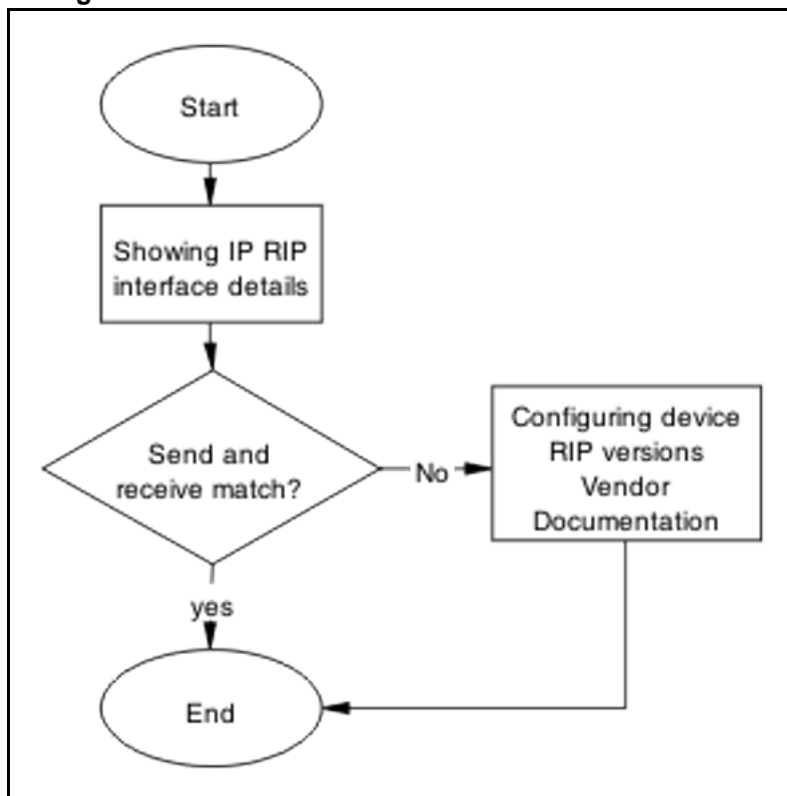 Start
Showing IP RIP
interface details
Send and
receive match?
No
Configuring device
RIP versions
Vendor
Documentation
yes
End